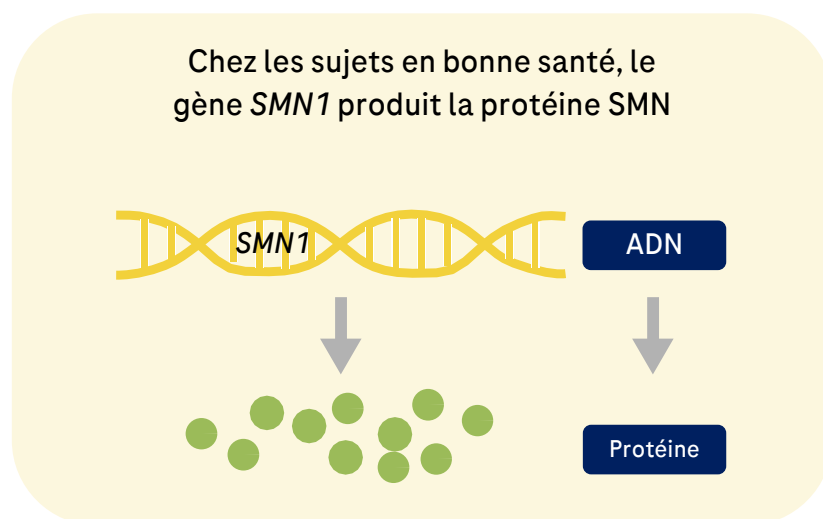 Chez les sujets en bonne santé, le
gène SMN1 produit la protéine SMN
SMN1
ADN
Protéine